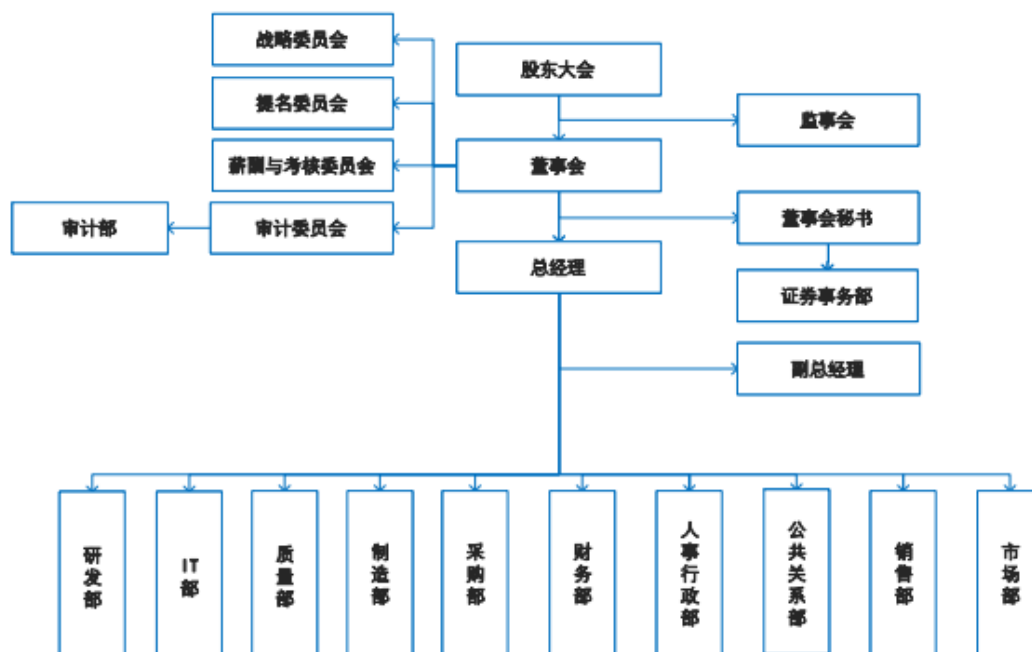 战略委员会
股东大会
提名委员会
监事会
薪酬与考核委员会
董事会
审计部
审计委员会
董事会秘书
总经理
证券事务部
副总经理
研发部
IT部
质量部
制造部
采购部
财务部
人事行政部
公共关系部
销售部
市场部